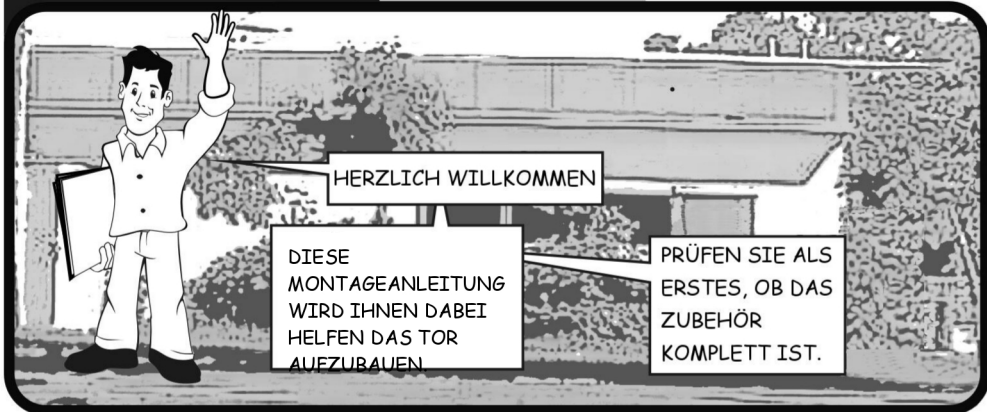 HERZLICH WILLKOMMEN
DIESE
MONTAGEANLEITUNG
WIRD IHNEN DABEI
HELFEN DAS TOR
AUFZUBAUEN.
PRÜFEN SIE ALS
ERSTES, OB DAS
ZUBEHÖR
KOMPLETT IST.